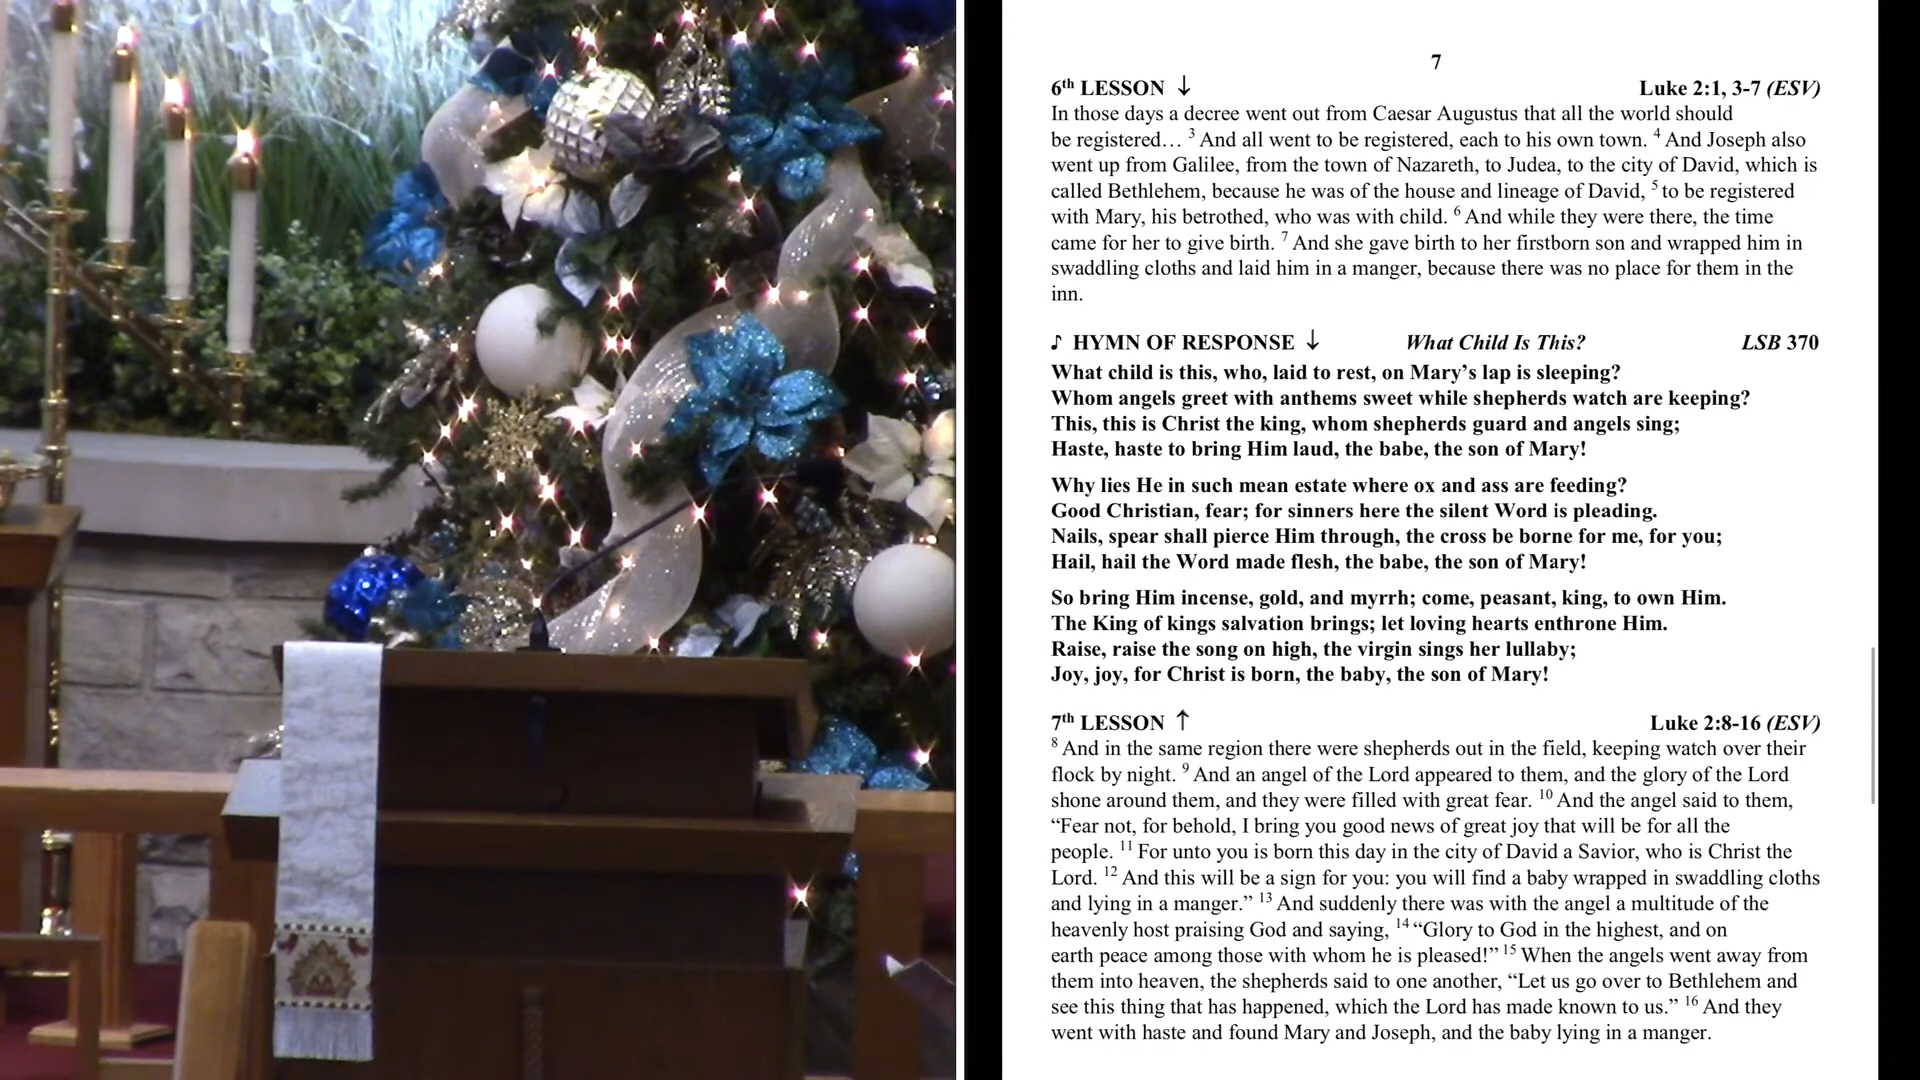 7
6th LESSON ↓ Luke 2:1, 3-7 (ESV)
In those days a decree went out from Caesar Augustus that all the world should
be registered… 3 And all went to be registered, each to his own town. 4 And Joseph also
went up from Galilee, from the town of Nazareth, to Judea, to the city of David, which is
called Bethlehem, because he was of the house and lineage of David, 5 to be registered
with Mary, his betrothed, who was with child. 6 And while they were there, the time
came for her to give birth. 7 And she gave birth to her firstborn son and wrapped him in
swaddling cloths and laid him in a manger, because there was no place for them in the
inn.
♪ HYMN OF RESPONSE ↓ What Child Is This? LSB 370
What child is this, who, laid to rest, on Mary’s lap is sleeping?
Whom angels greet with anthems sweet while shepherds watch are keeping?
This, this is Christ the king, whom shepherds guard and angels sing;
Haste, haste to bring Him laud, the babe, the son of Mary!
Why lies He in such mean estate where ox and ass are feeding?
Good Christian, fear; for sinners here the silent Word is pleading.
Nails, spear shall pierce Him through, the cross be borne for me, for you;
Hail, hail the Word made flesh, the babe, the son of Mary!
So bring Him incense, gold, and myrrh; come, peasant, king, to own Him.
The King of kings salvation brings; let loving hearts enthrone Him.
Raise, raise the song on high, the virgin sings her lullaby;
Joy, joy, for Christ is born, the baby, the son of Mary!
7th LESSON ↑ Luke 2:8-16 (ESV)
8 And in the same region there were shepherds out in the field, keeping watch over their
flock by night. 9 And an angel of the Lord appeared to them, and the glory of the Lord
shone around them, and they were filled with great fear. 10 And the angel said to them,
“Fear not, for behold, I bring you good news of great joy that will be for all the
people. 11 For unto you is born this day in the city of David a Savior, who is Christ the
Lord. 12 And this will be a sign for you: you will find a baby wrapped in swaddling cloths
and lying in a manger.” 13 And suddenly there was with the angel a multitude of the
heavenly host praising God and saying, 14 “Glory to God in the highest, and on
earth peace among those with whom he is pleased!” 15 When the angels went away from
them into heaven, the shepherds said to one another, “Let us go over to Bethlehem and
see this thing that has happened, which the Lord has made known to us.” 16 And they
went with haste and found Mary and Joseph, and the baby lying in a manger.